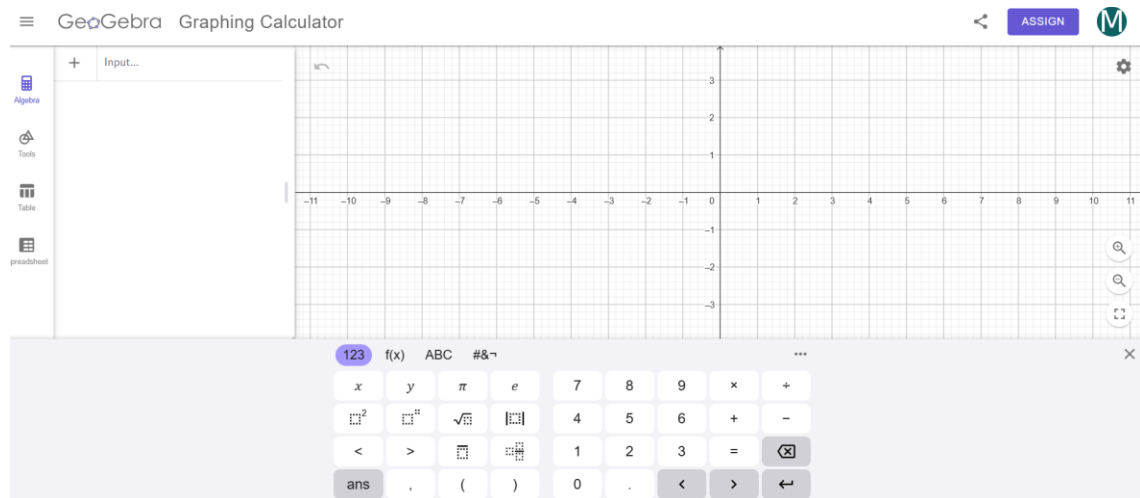 GeoGebra Graphing Calculator ASSIGN M
+ Input...
Algebra
Tools
Table
preadsheet
3
2
1
−11 −10 −9 −8 −7 −6 −5 −4 −3 −2 −1 0 1 2 3 4 5 6 7 8 9 10 11
−1
−2
−3
123 f(x) ABC #&¬ ...
x y π e 7 8 9 × ÷
2 √ 4 5 6 + −
< > 1 2 3 =
ans , ( ) 0 . < >